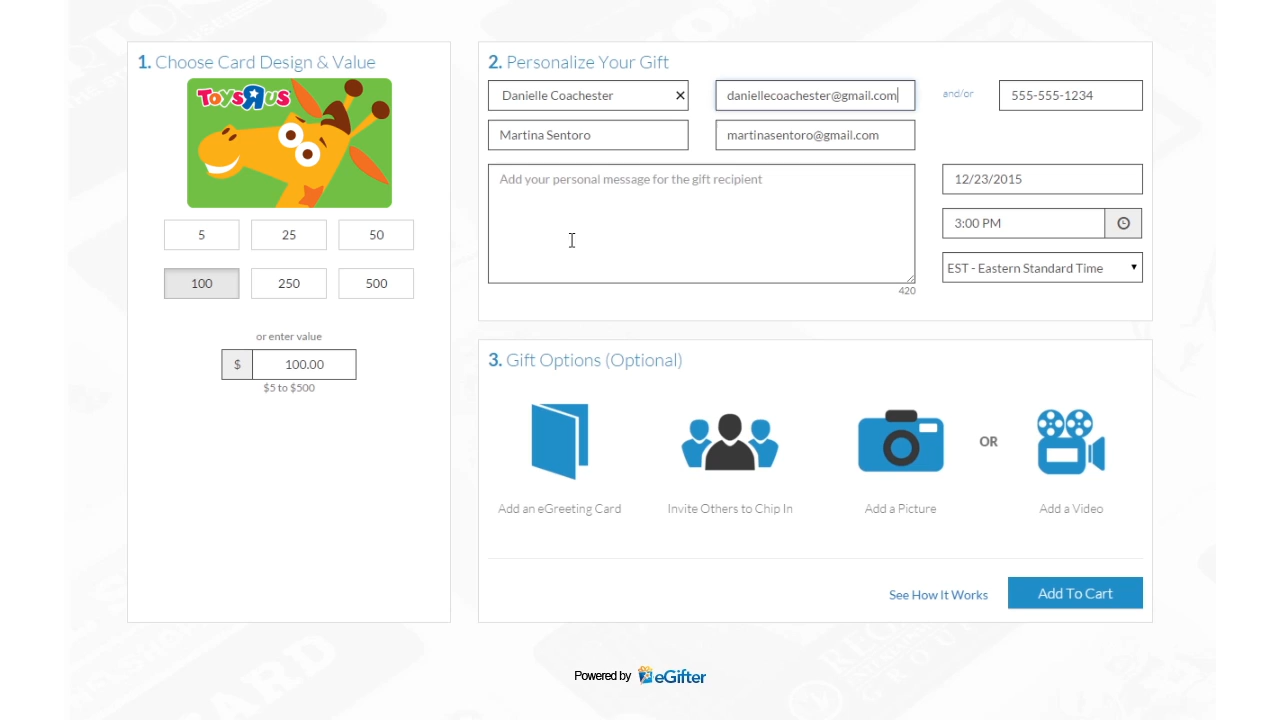 1. Choose Card Design & Value
TOYS R US
5 25 50
100 250 500
or enter value
$ 100.00
$5 to $500
2. Personalize Your Gift
Danielle Coachester × daniellecoachester@gmail.com and/or 555-555-1234
Martina Sentoro martinasentoro@gmail.com
Add your personal message for the gift recipient 12/23/2015
3:00 PM
EST - Eastern Standard Time
420
3. Gift Options (Optional)
OR
Add an eGreeting Card Invite Others to Chip In Add a Picture Add a Video
See How It Works Add To Cart
Powered by eGifter